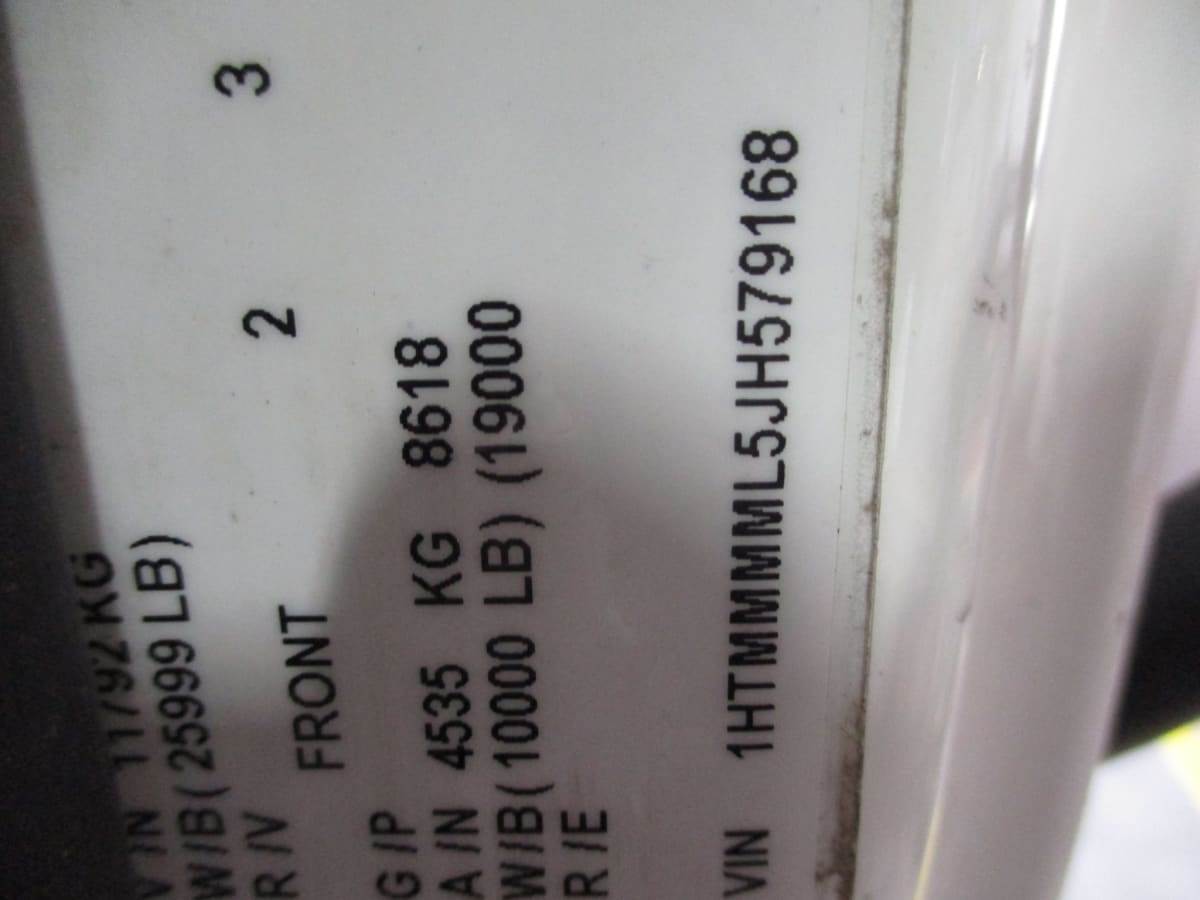 V /N 11792 KG
W/B( 25999 LB)
R /V
FRONT 2 3
G /P
A /N 4535 KG 8618
W/B( 10000 LB) (19000
R /E
VIN 1HTMMMML5JH579168